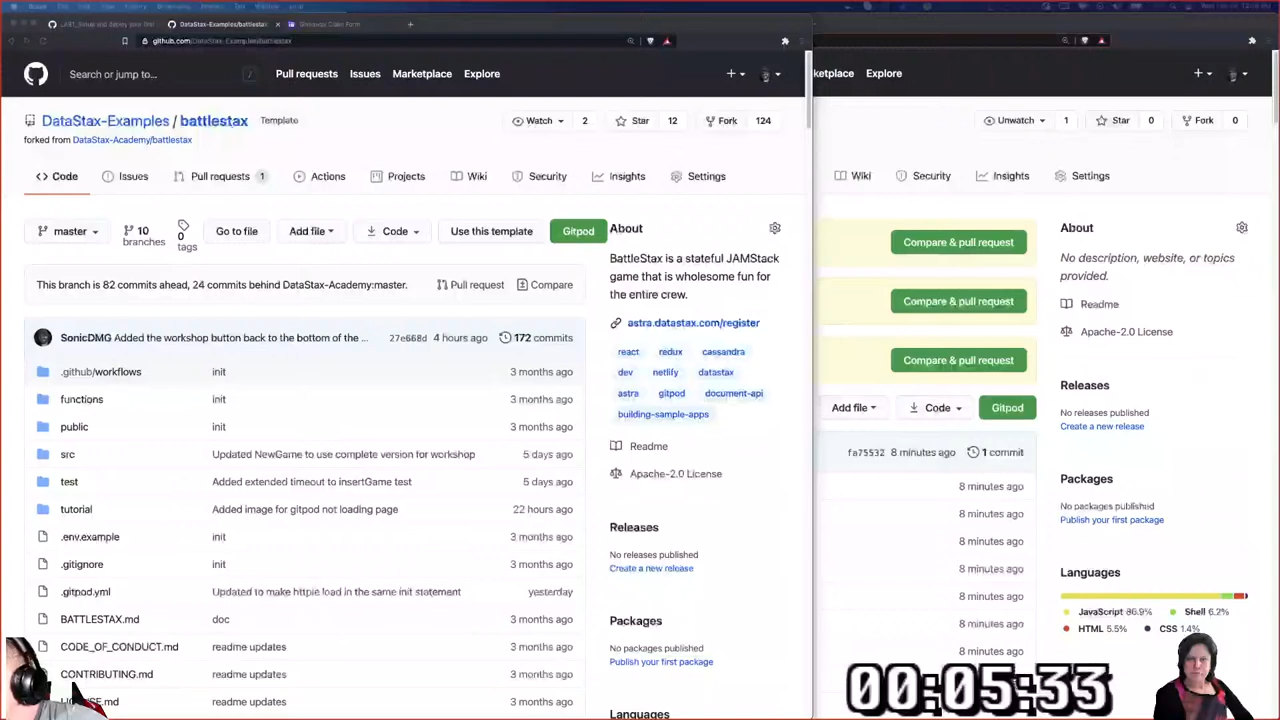 DataStax-Examples/battlestax
github.com/DataStax-Examples/battlestax
Search or jump to...
/
Pull requests
Issues
Marketplace
Explore
ketplace
Explore
DataStax-Examples / battlestax
Template
Watch
2
Star
12
Fork
124
Unwatch
1
Star
0
Fork
0
forked from DataStax-Academy/battlestax
Code
Issues
Pull requests
1
Actions
Projects
Wiki
Security
Insights
Settings
Wiki
Security
Insights
Settings
master
10 branches
0 tags
Go to file
Add file
Code
Use this template
Gitpod
This branch is 82 commits ahead, 24 commits behind DataStax-Academy:master.
Pull request
Compare
SonicDMG Added the workshop button back to the bottom of the ...
27e668d
4 hours ago
172 commits
.github/workflows
init
3 months ago
functions
init
3 months ago
public
init
3 months ago
src
Updated NewGame to use complete version for workshop
5 days ago
test
Added extended timeout to insertGame test
5 days ago
tutorial
Added image for gitpod not loading page
22 hours ago
.env.example
init
3 months ago
.gitignore
init
3 months ago
.gitpod.yml
Updated to make httpie load in the same init statement
yesterday
BATTLESTAX.md
doc
3 months ago
CODE_OF_CONDUCT.md
readme updates
3 months ago
CONTRIBUTING.md
readme updates
3 months ago
readme updates
3 months ago
About
BattleStax is a stateful JAMStack
game that is wholesome fun for
the entire crew.
astra.datastax.com/register
react
redux
cassandra
dev
netlify
datastax
astra
gitpod
document-api
building-sample-apps
Readme
Apache-2.0 License
Releases
No releases published
Create a new release
Packages
No packages published
Publish your first package
Languages
Compare & pull request
Compare & pull request
Compare & pull request
Add file
Code
Gitpod
fa75532
8 minutes ago
1 commit
8 minutes ago
8 minutes ago
8 minutes ago
8 minutes ago
8 minutes ago
8 minutes ago
8 minutes ago
About
No description, website, or topics
provided.
Readme
Apache-2.0 License
Releases
No releases published
Create a new release
Packages
No packages published
Publish your first package
Languages
JavaScript 86.9%
Shell 6.2%
HTML 5.5%
CSS 1.4%
00:05:33